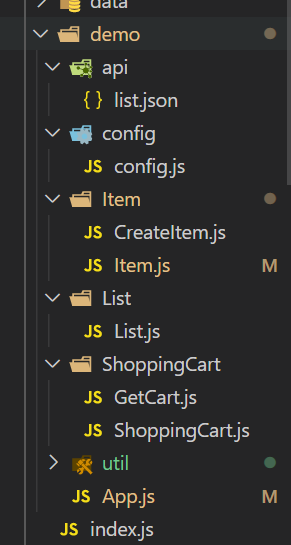 data
demo
api
{ } list.json
config
JS config.js
Item
JS CreateItem.js
JS Item.js M
List
JS List.js
ShoppingCart
JS GetCart.js
JS ShoppingCart.js
util
JS App.js M
JS index.js